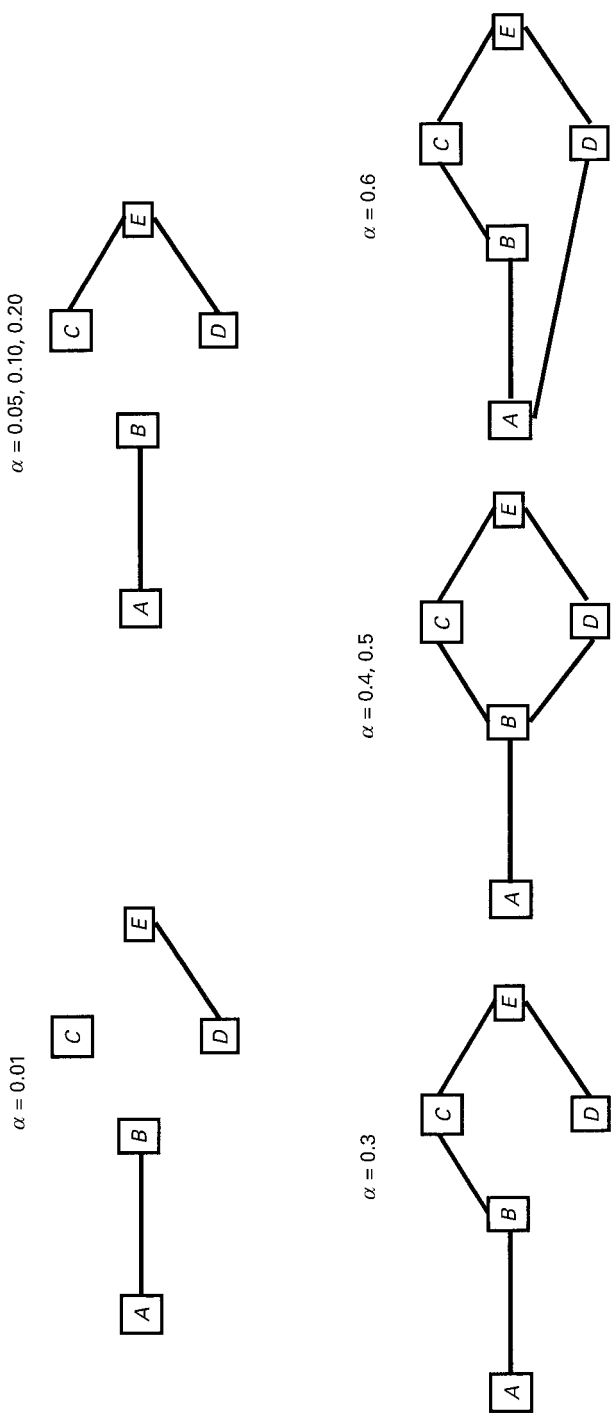 α = 0.01
A
B
C
D
E
α = 0.05, 0.10, 0.20
A
B
C
D
E
α = 0.3
A
B
C
D
E
α = 0.4, 0.5
A
B
C
D
E
α = 0.6
A
B
C
D
E